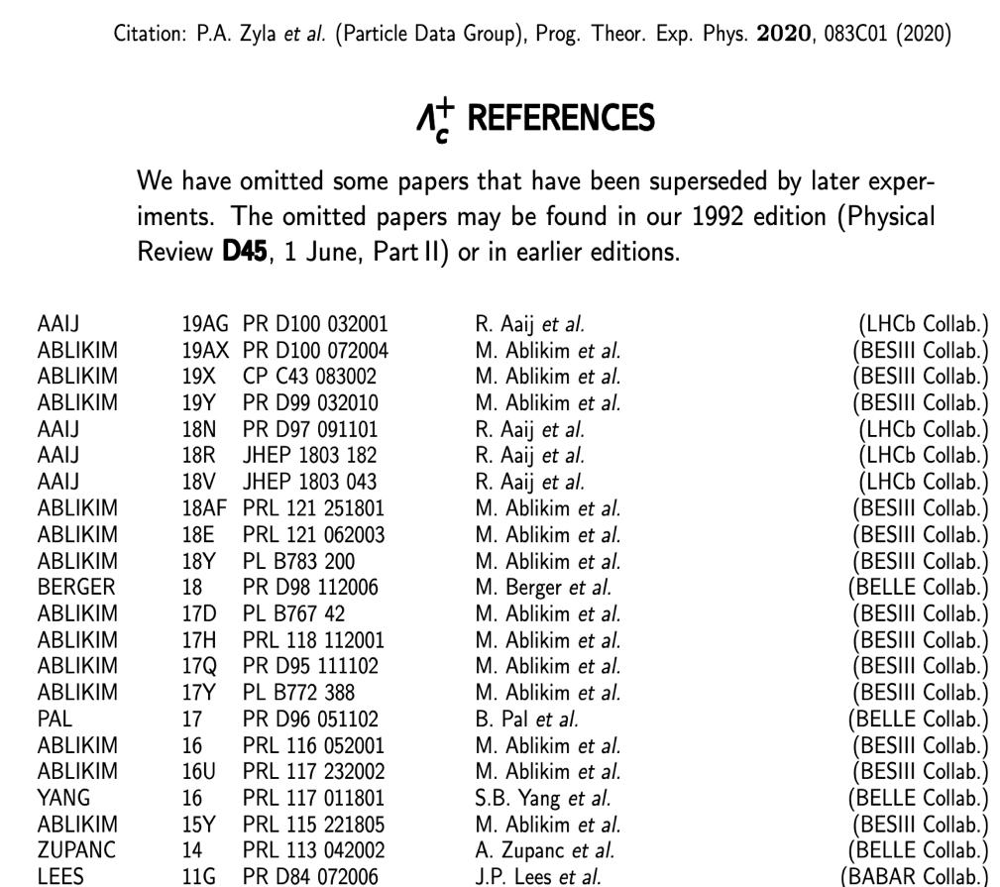 Citation: P.A. Zyla et al. (Particle Data Group), Prog. Theor. Exp. Phys. 2020, 083C01 (2020)
Λc+ REFERENCES
We have omitted some papers that have been superseded by later exper-
iments. The omitted papers may be found in our 1992 edition (Physical
Review D45, 1 June, Part II) or in earlier editions.
AAIJ 19AG PR D100 032001 R. Aaij et al. (LHCb Collab.)
ABLIKIM 19AX PR D100 072004 M. Ablikim et al. (BESIII Collab.)
ABLIKIM 19X CP C43 083002 M. Ablikim et al. (BESIII Collab.)
ABLIKIM 19Y PR D99 032010 M. Ablikim et al. (BESIII Collab.)
AAIJ 18N PR D97 091101 R. Aaij et al. (LHCb Collab.)
AAIJ 18R JHEP 1803 182 R. Aaij et al. (LHCb Collab.)
AAIJ 18V JHEP 1803 043 R. Aaij et al. (LHCb Collab.)
ABLIKIM 18AF PRL 121 251801 M. Ablikim et al. (BESIII Collab.)
ABLIKIM 18E PRL 121 062003 M. Ablikim et al. (BESIII Collab.)
ABLIKIM 18Y PL B783 200 M. Ablikim et al. (BESIII Collab.)
BERGER 18 PR D98 112006 M. Berger et al. (BELLE Collab.)
ABLIKIM 17D PL B767 42 M. Ablikim et al. (BESIII Collab.)
ABLIKIM 17H PRL 118 112001 M. Ablikim et al. (BESIII Collab.)
ABLIKIM 17Q PR D95 111102 M. Ablikim et al. (BESIII Collab.)
ABLIKIM 17Y PL B772 388 M. Ablikim et al. (BESIII Collab.)
PAL 17 PR D96 051102 B. Pal et al. (BELLE Collab.)
ABLIKIM 16 PRL 116 052001 M. Ablikim et al. (BESIII Collab.)
ABLIKIM 16U PRL 117 232002 M. Ablikim et al. (BESIII Collab.)
YANG 16 PRL 117 011801 S.B. Yang et al. (BELLE Collab.)
ABLIKIM 15Y PRL 115 221805 M. Ablikim et al. (BESIII Collab.)
ZUPANC 14 PRL 113 042002 A. Zupanc et al. (BELLE Collab.)
LEES 11G PR D84 072006 J.P. Lees et al. (BABAR Collab.)